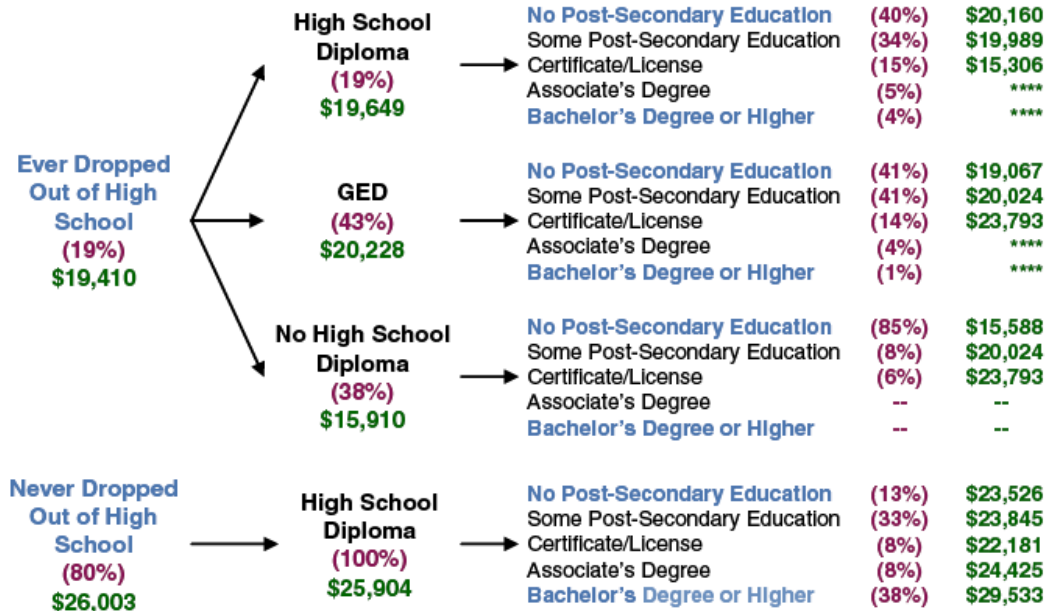 Ever Dropped
Out of High
School
(19%)
$19,410
High School
Diploma
(19%)
$19,649
No Post-Secondary Education (40%) $20,160
Some Post-Secondary Education (34%) $19,989
Certificate/License (15%) $15,306
Associate's Degree (5%) ****
Bachelor's Degree or Higher (4%) ****
GED
(43%)
$20,228
No Post-Secondary Education (41%) $19,067
Some Post-Secondary Education (41%) $20,024
Certificate/License (14%) $23,793
Associate's Degree (4%) ****
Bachelor's Degree or Higher (1%) ****
No High School
Diploma
(38%)
$15,910
No Post-Secondary Education (85%) $15,588
Some Post-Secondary Education (8%) $20,024
Certificate/License (6%) $23,793
Associate's Degree -- --
Bachelor's Degree or Higher -- --
Never Dropped
Out of High
School
(80%)
$26,003
High School
Diploma
(100%)
$25,904
No Post-Secondary Education (13%) $23,526
Some Post-Secondary Education (33%) $23,845
Certificate/License (8%) $22,181
Associate's Degree (8%) $24,425
Bachelor's Degree or Higher (38%) $29,533